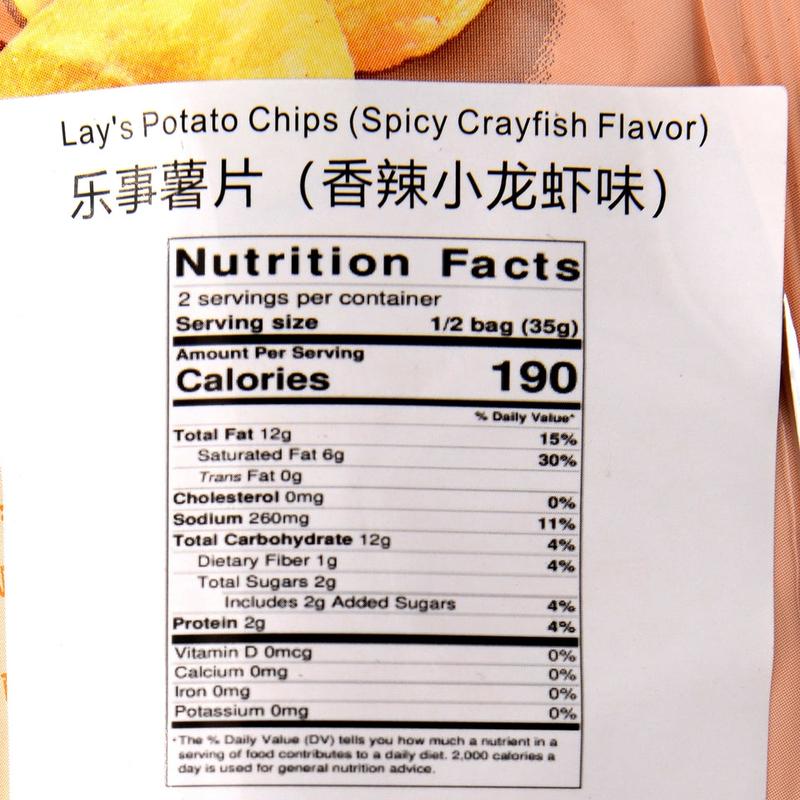 Lay's Potato Chips (Spicy Crayfish Flavor)
乐事薯片（香辣小龙虾味）
Nutrition Facts
2 servings per container
Serving size 1/2 bag (35g)
Amount Per Serving
Calories 190
% Daily Value*
Total Fat 12g 15%
Saturated Fat 6g 30%
Trans Fat 0g
Cholesterol 0mg 0%
Sodium 260mg 11%
Total Carbohydrate 12g 4%
Dietary Fiber 1g 4%
Total Sugars 2g
Includes 2g Added Sugars 4%
Protein 2g 4%
Vitamin D 0mcg 0%
Calcium 0mg 0%
Iron 0mg 0%
Potassium 0mg 0%
*The % Daily Value (DV) tells you how much a nutrient in a
serving of food contributes to a daily diet. 2,000 calories a
day is used for general nutrition advice.